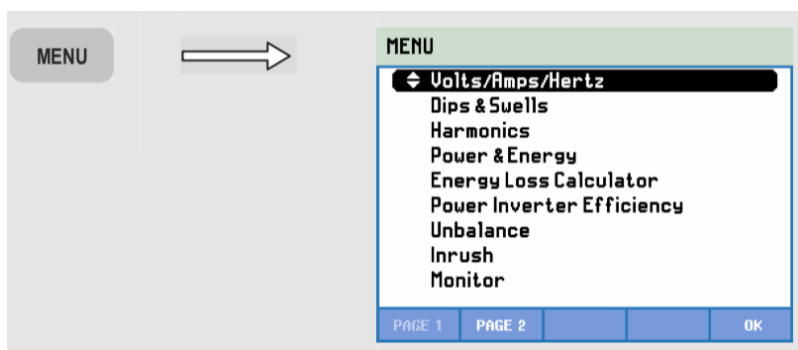 MENU
MENU
Volts/Amps/Hertz
Dips & Swells
Harmonics
Power & Energy
Energy Loss Calculator
Power Inverter Efficiency
Unbalance
Inrush
Monitor
PAGE 1 PAGE 2 OK